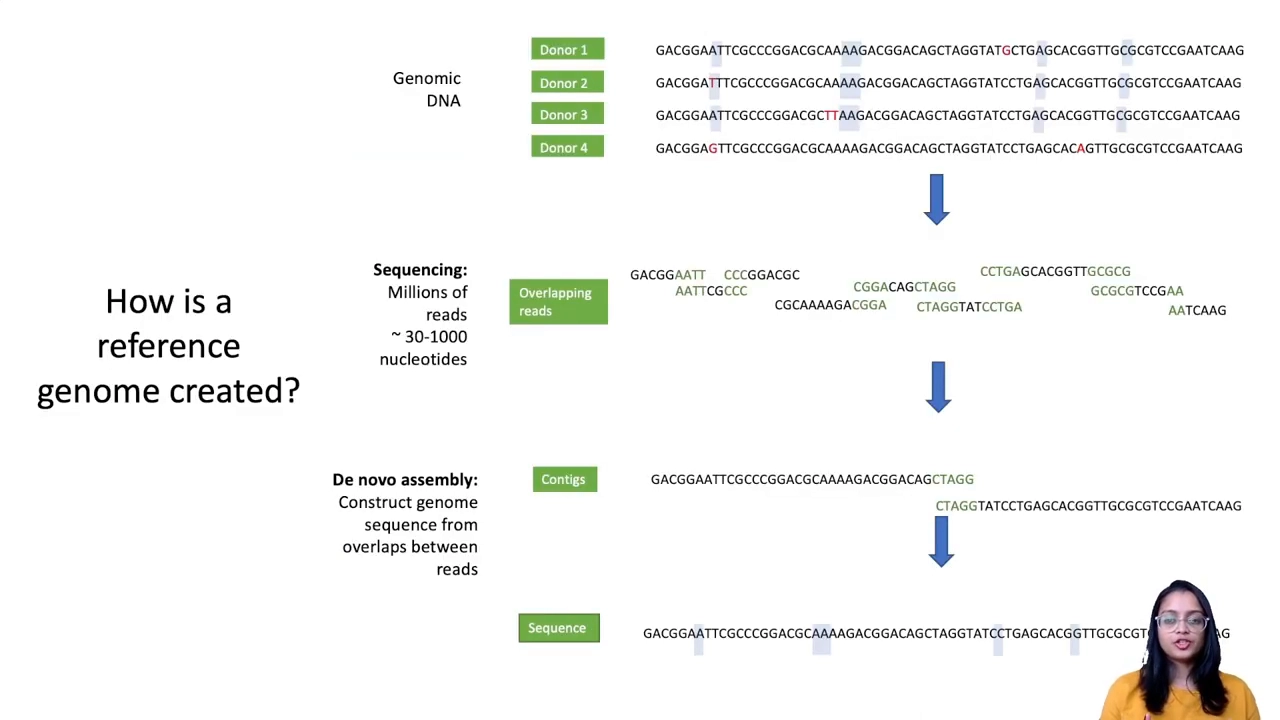 Donor 1
GACGGAATTCGCCCGGACGCAAAAGACGGACAGCTAGGTATGCTGAGCACGGTTGCGCGTCCGAATCAAG
Genomic
DNA
Donor 2
GACGGATTTCGCCCGGACGCAAAAGACGGACAGCTAGGTATCCTGAGCACGGTTGCGCGTCCGAATCAAG
Donor 3
GACGGAATTCGCCCGGACGCTTAAGACGGACAGCTAGGTATCCTGAGCACGGTTGCGCGTCCGAATCAAG
Donor 4
GACGGAGTTCGCCCGGACGCAAAAGACGGACAGCTAGGTATCCTGAGCACAGTTGCGCGTCCGAATCAAG
How is a
reference
genome created?
Sequencing:
Millions of
reads
~ 30-1000
nucleotides
Overlapping
reads
GACGGAATT
CCCGGACGC
AATTCGCCC
CGCAAAAGACGGA
CGGACAGCTAGG
CTAGGTATCCTGA
CCTGAGCACGGTTGCGCG
GCGCGTCCGAA
AATCAAG
De novo assembly:
Construct genome
sequence from
overlaps between
reads
Contigs
GACGGAATTCGCCCGGACGCAAAAGACGGACAGCTAGG
CTAGGTATCCTGAGCACGGTTGCGCGTCCGAATCAAG
Sequence
GACGGAATTCGCCCGGACGCAAAAGACGGACAGCTAGGTATCCTGAGCACGGTTGCGCGT AG